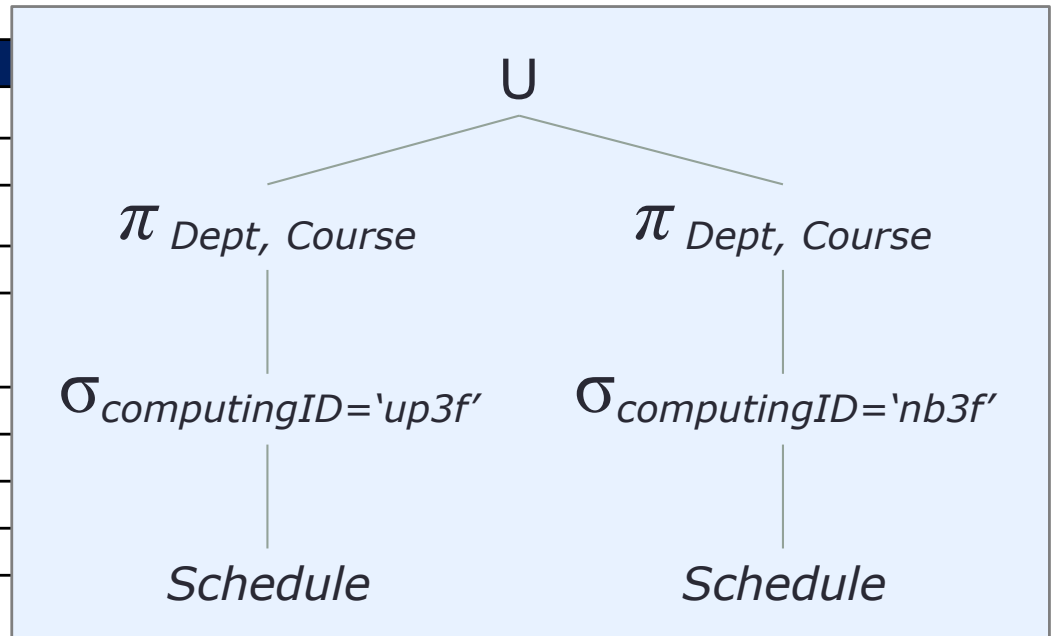 ∪
π Dept, Course π Dept, Course
σcomputingID=‘up3f’ σcomputingID=‘nb3f’
Schedule Schedule